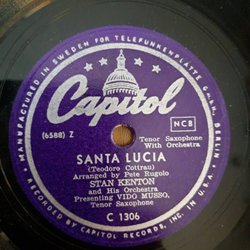 MANUFACTURED IN SWEDEN FOR TELEFUNKENPLATTE G.M.B.H., BERLIN
Capitol
(6588) Z
NCB
Tenor Saxophone
With Orchestra
SANTA LUCIA
(Teodoro Cottrau)
Arranged by Pete Rugolo
STAN KENTON
and His Orchestra
Presenting VIDO MUSSO,
Tenor Saxophone
C 1306
RECORDED BY CAPITOL RECORDS, INC. IN U.S.A.